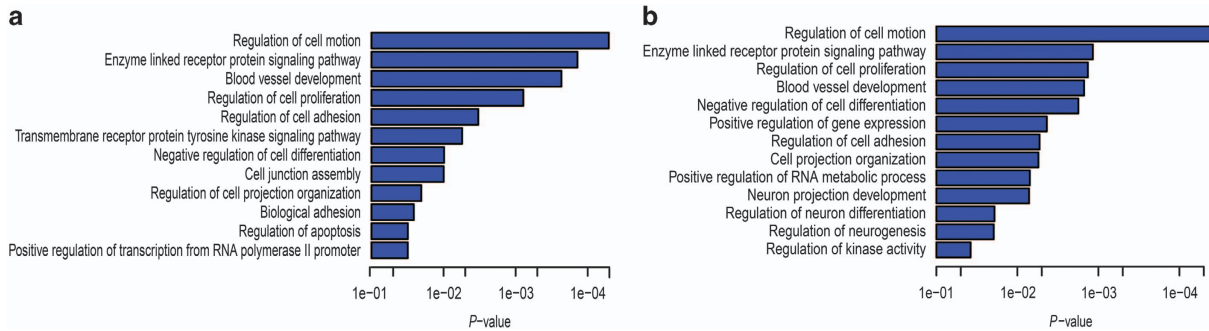 a
Regulation of cell motion
Enzyme linked receptor protein signaling pathway
Blood vessel development
Regulation of cell proliferation
Regulation of cell adhesion
Transmembrane receptor protein tyrosine kinase signaling pathway
Negative regulation of cell differentiation
Cell junction assembly
Regulation of cell projection organization
Biological adhesion
Regulation of apoptosis
Positive regulation of transcription from RNA polymerase II promoter
1e-01 1e-02 1e-03 1e-04
P-value
b
Regulation of cell motion
Enzyme linked receptor protein signaling pathway
Regulation of cell proliferation
Blood vessel development
Negative regulation of cell differentiation
Positive regulation of gene expression
Regulation of cell adhesion
Cell projection organization
Positive regulation of RNA metabolic process
Neuron projection development
Regulation of neuron differentiation
Regulation of neurogenesis
Regulation of kinase activity
1e-01 1e-02 1e-03 1e-04
P-value